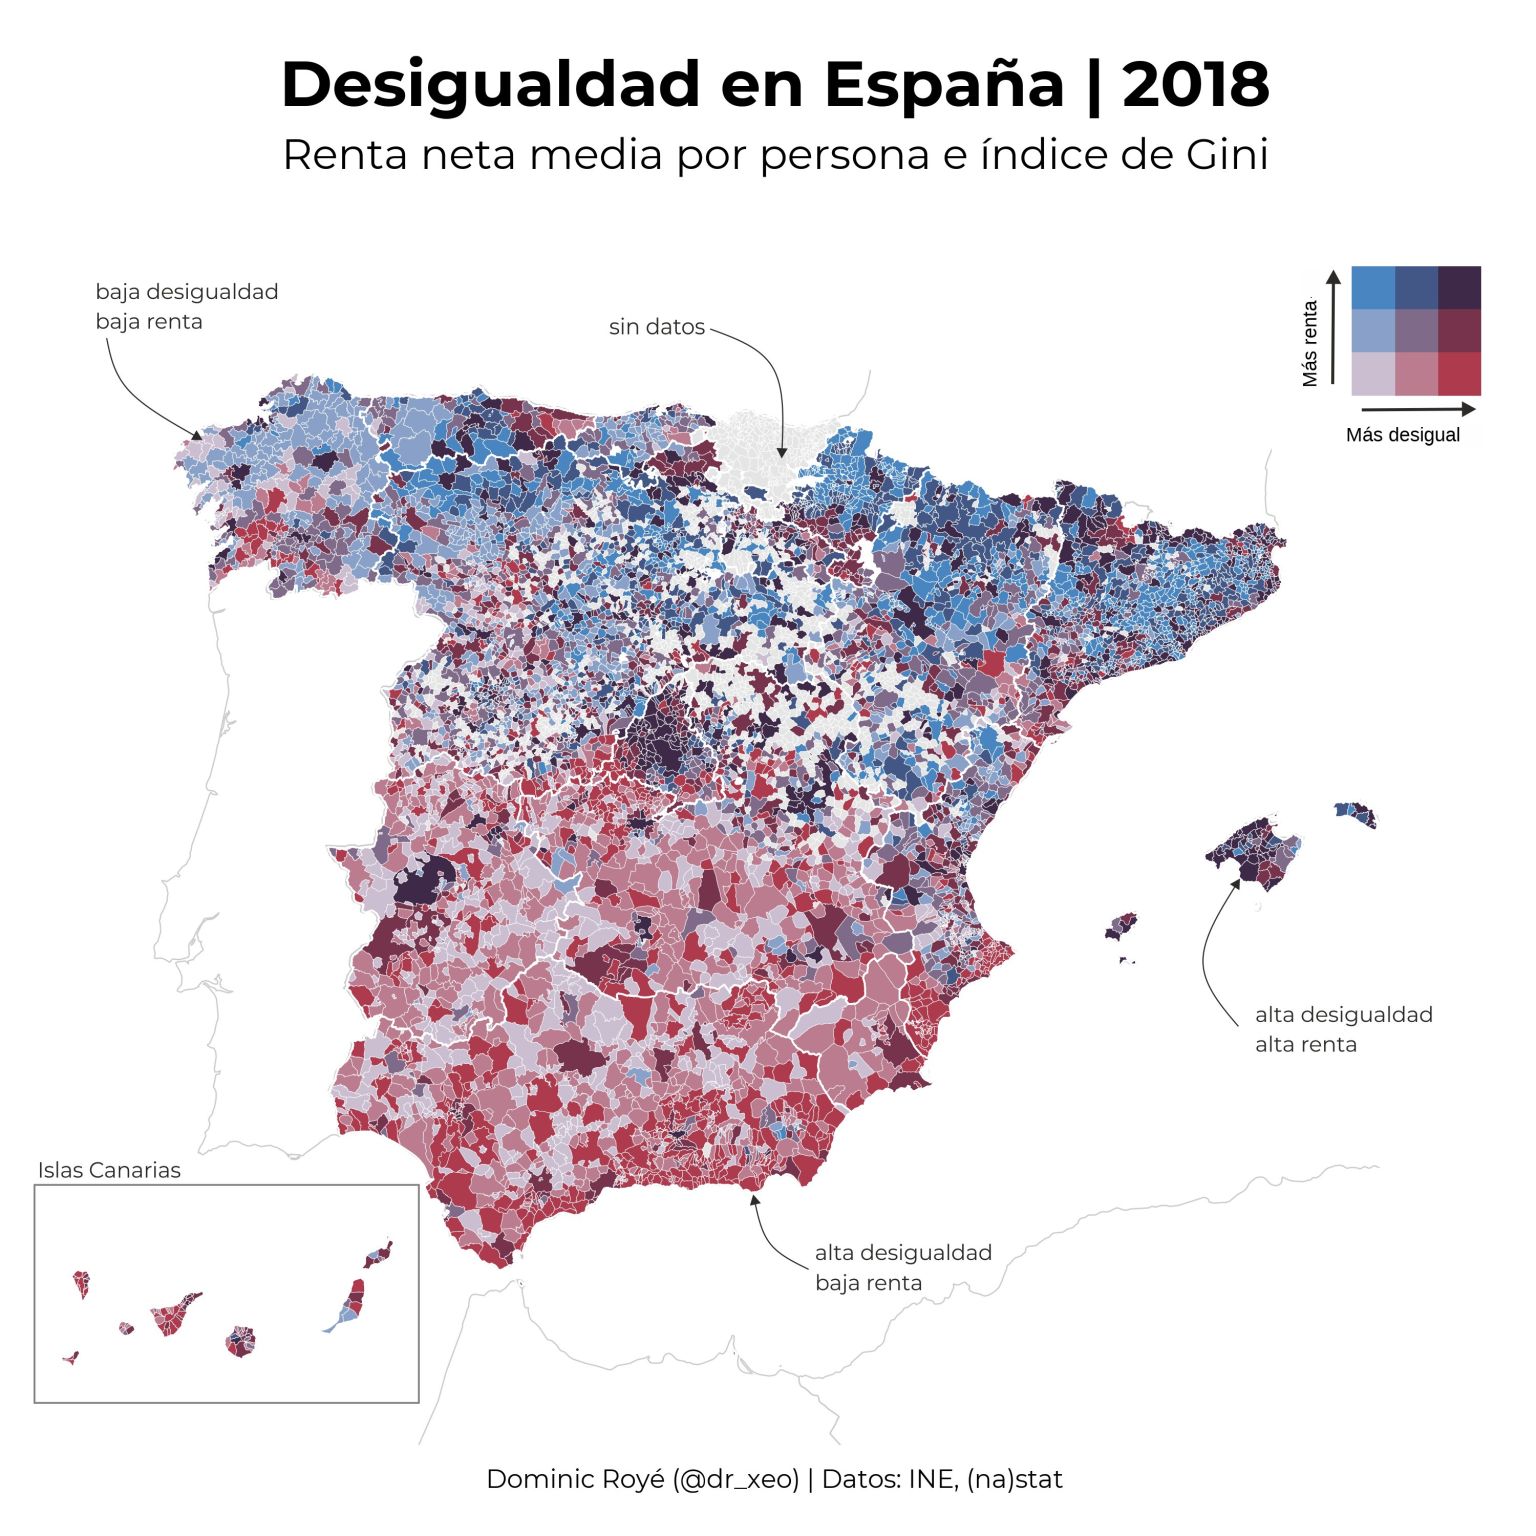 Desigualdad en España | 2018
Renta neta media por persona e índice de Gini
baja desigualdad
baja renta
sin datos
Más renta
Más desigual
alta desigualdad
alta renta
Islas Canarias
alta desigualdad
baja renta
Dominic Royé (@dr_xeo) | Datos: INE, (na)stat